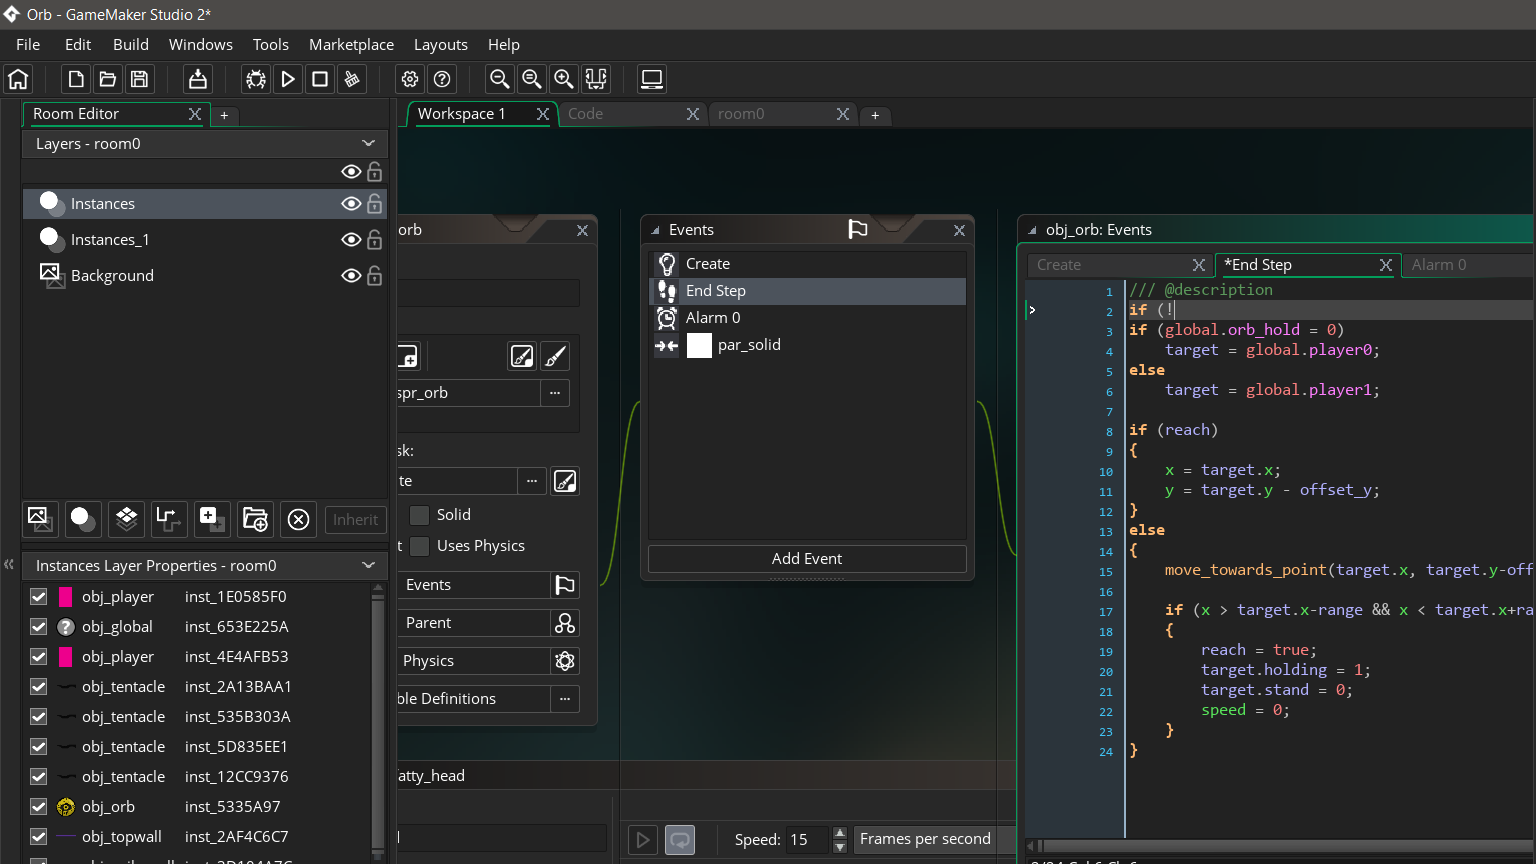 Orb - GameMaker Studio 2*
File Edit Build Windows Tools Marketplace Layouts Help
Room Editor
Workspace 1
Code
room0
Layers - room0
Instances
Instances_1
Background
Inherit
Instances Layer Properties - room0
obj_player inst_1E0585F0
obj_global inst_653E225A
obj_player inst_4E4AFB53
obj_tentacle inst_2A13BAA1
obj_tentacle inst_535B303A
obj_tentacle inst_5D835EE1
obj_tentacle inst_12CC9376
obj_orb inst_5335A97
obj_topwall inst_2AF4C6C7
orb
spr_orb
sk:
te
Solid
t Uses Physics
Events
Parent
Physics
ble Definitions
Events
Create
End Step
Alarm 0
par_solid
Add Event
fatty_head
Speed: 15 Frames per second
obj_orb: Events
Create *End Step Alarm 0
1 /// @description
2 if (!
3 if (global.orb_hold = 0)
4 target = global.player0;
5 else
6 target = global.player1;
7
8 if (reach)
9 {
10 x = target.x;
11 y = target.y - offset_y;
12 }
13 else
14 {
15 move_towards_point(target.x, target.y-off
16
17 if (x > target.x-range && x < target.x+ra
18 {
19 reach = true;
20 target.holding = 1;
21 target.stand = 0;
22 speed = 0;
23 }
24 }